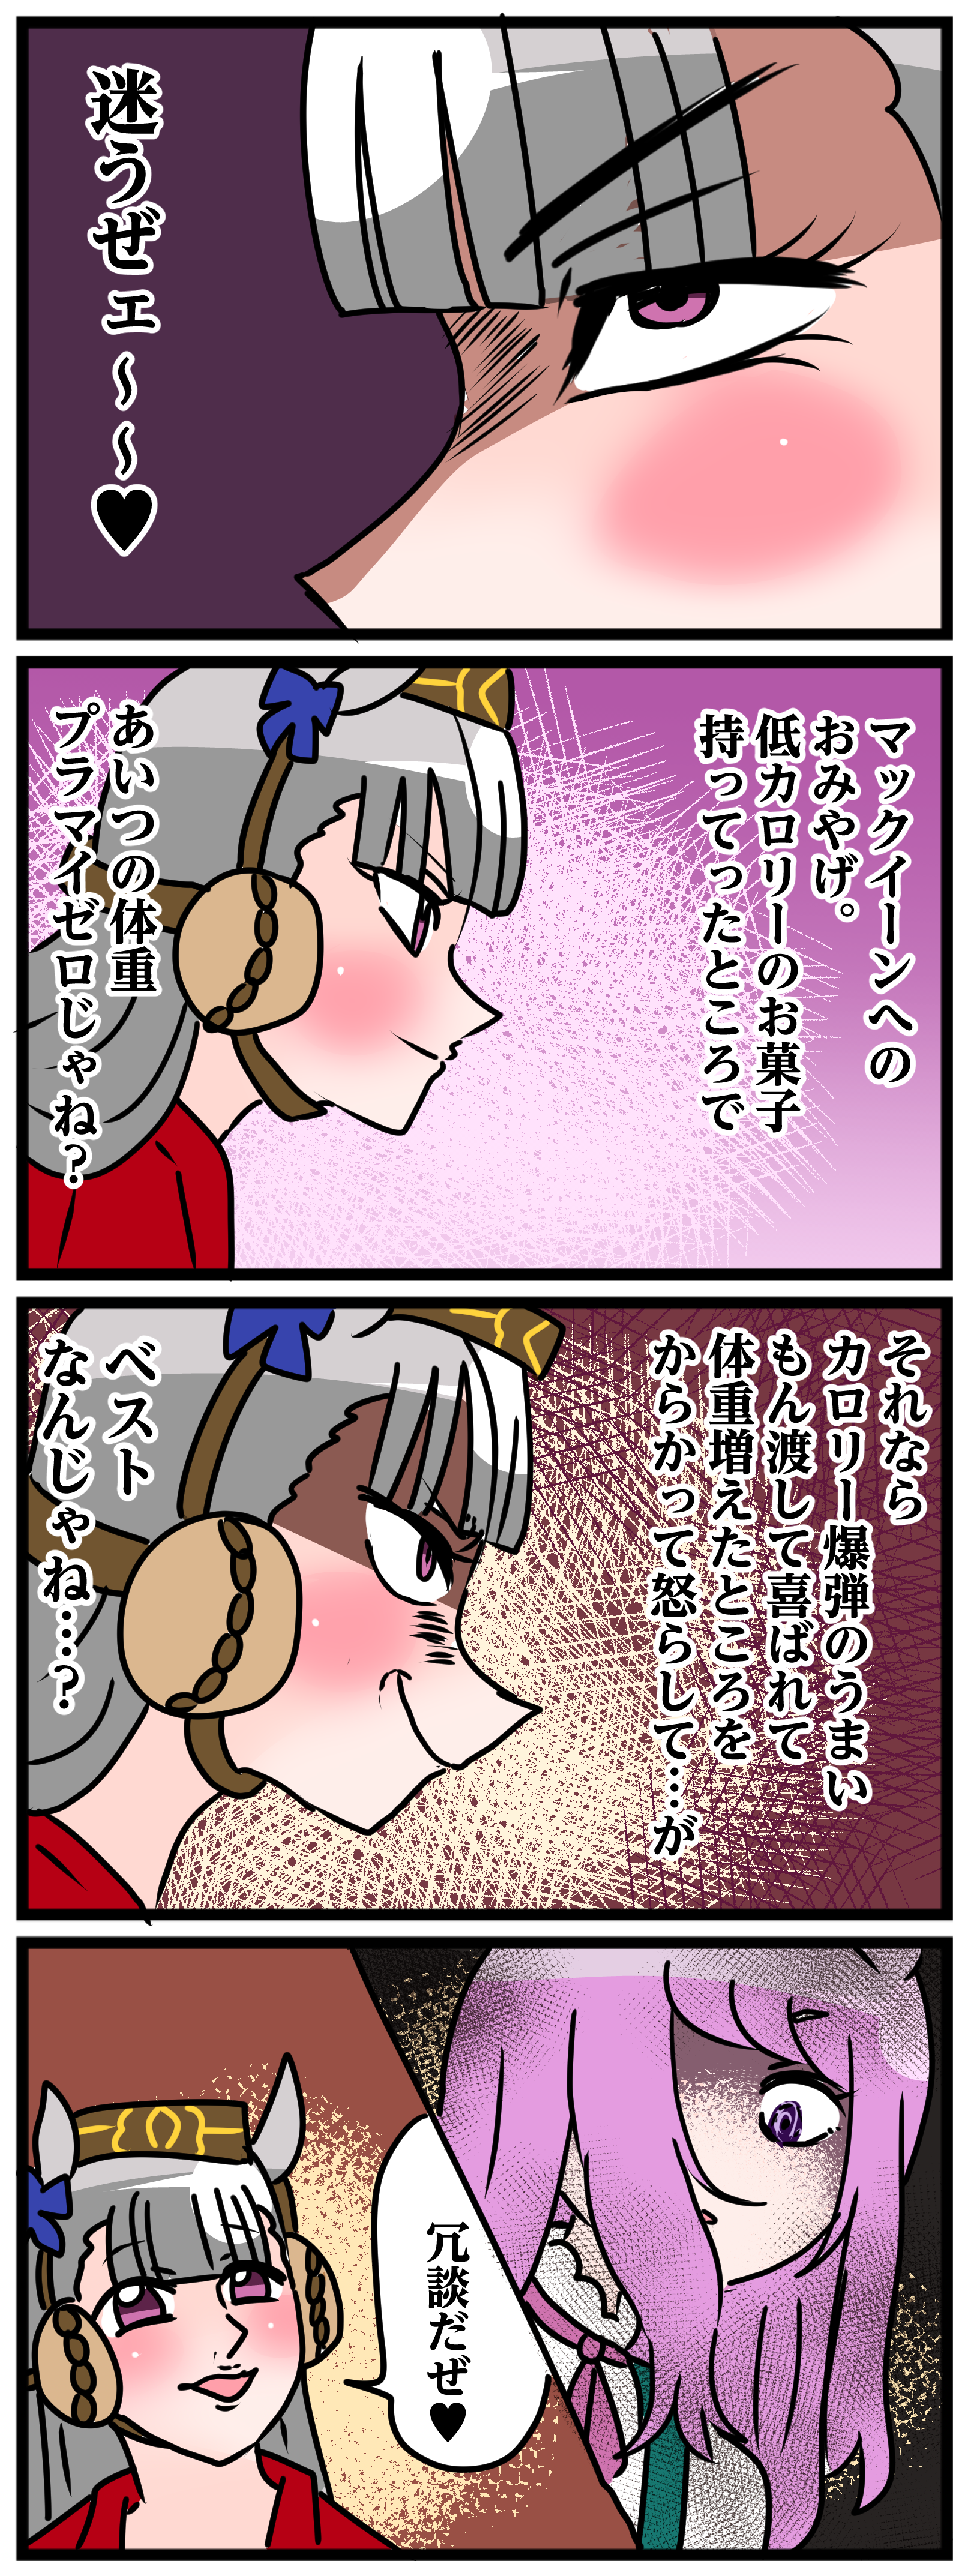 迷うぜェ〜〜♥
マックイーンへの
おみやげ。
低カロリーのお菓子
持ってったところで
あいつの体重
プラマイゼロじゃね？
それなら
カロリー爆弾のうまい
もん渡して喜ばれて
体重増えたところを
からかって怒らして…が
ベスト
なんじゃね…？
冗談だぜ♥